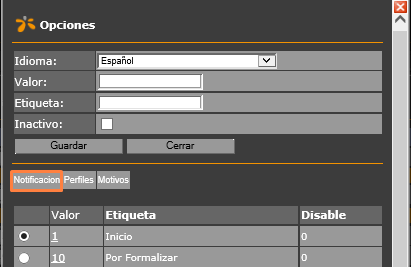 Opciones
Idioma: Español
Valor:
Etiqueta:
Inactivo:
Guardar Cerrar
Notificacion Perfiles Motivos
Valor Etiqueta Disable
1 Inicio 0
10 Por Formalizar 0